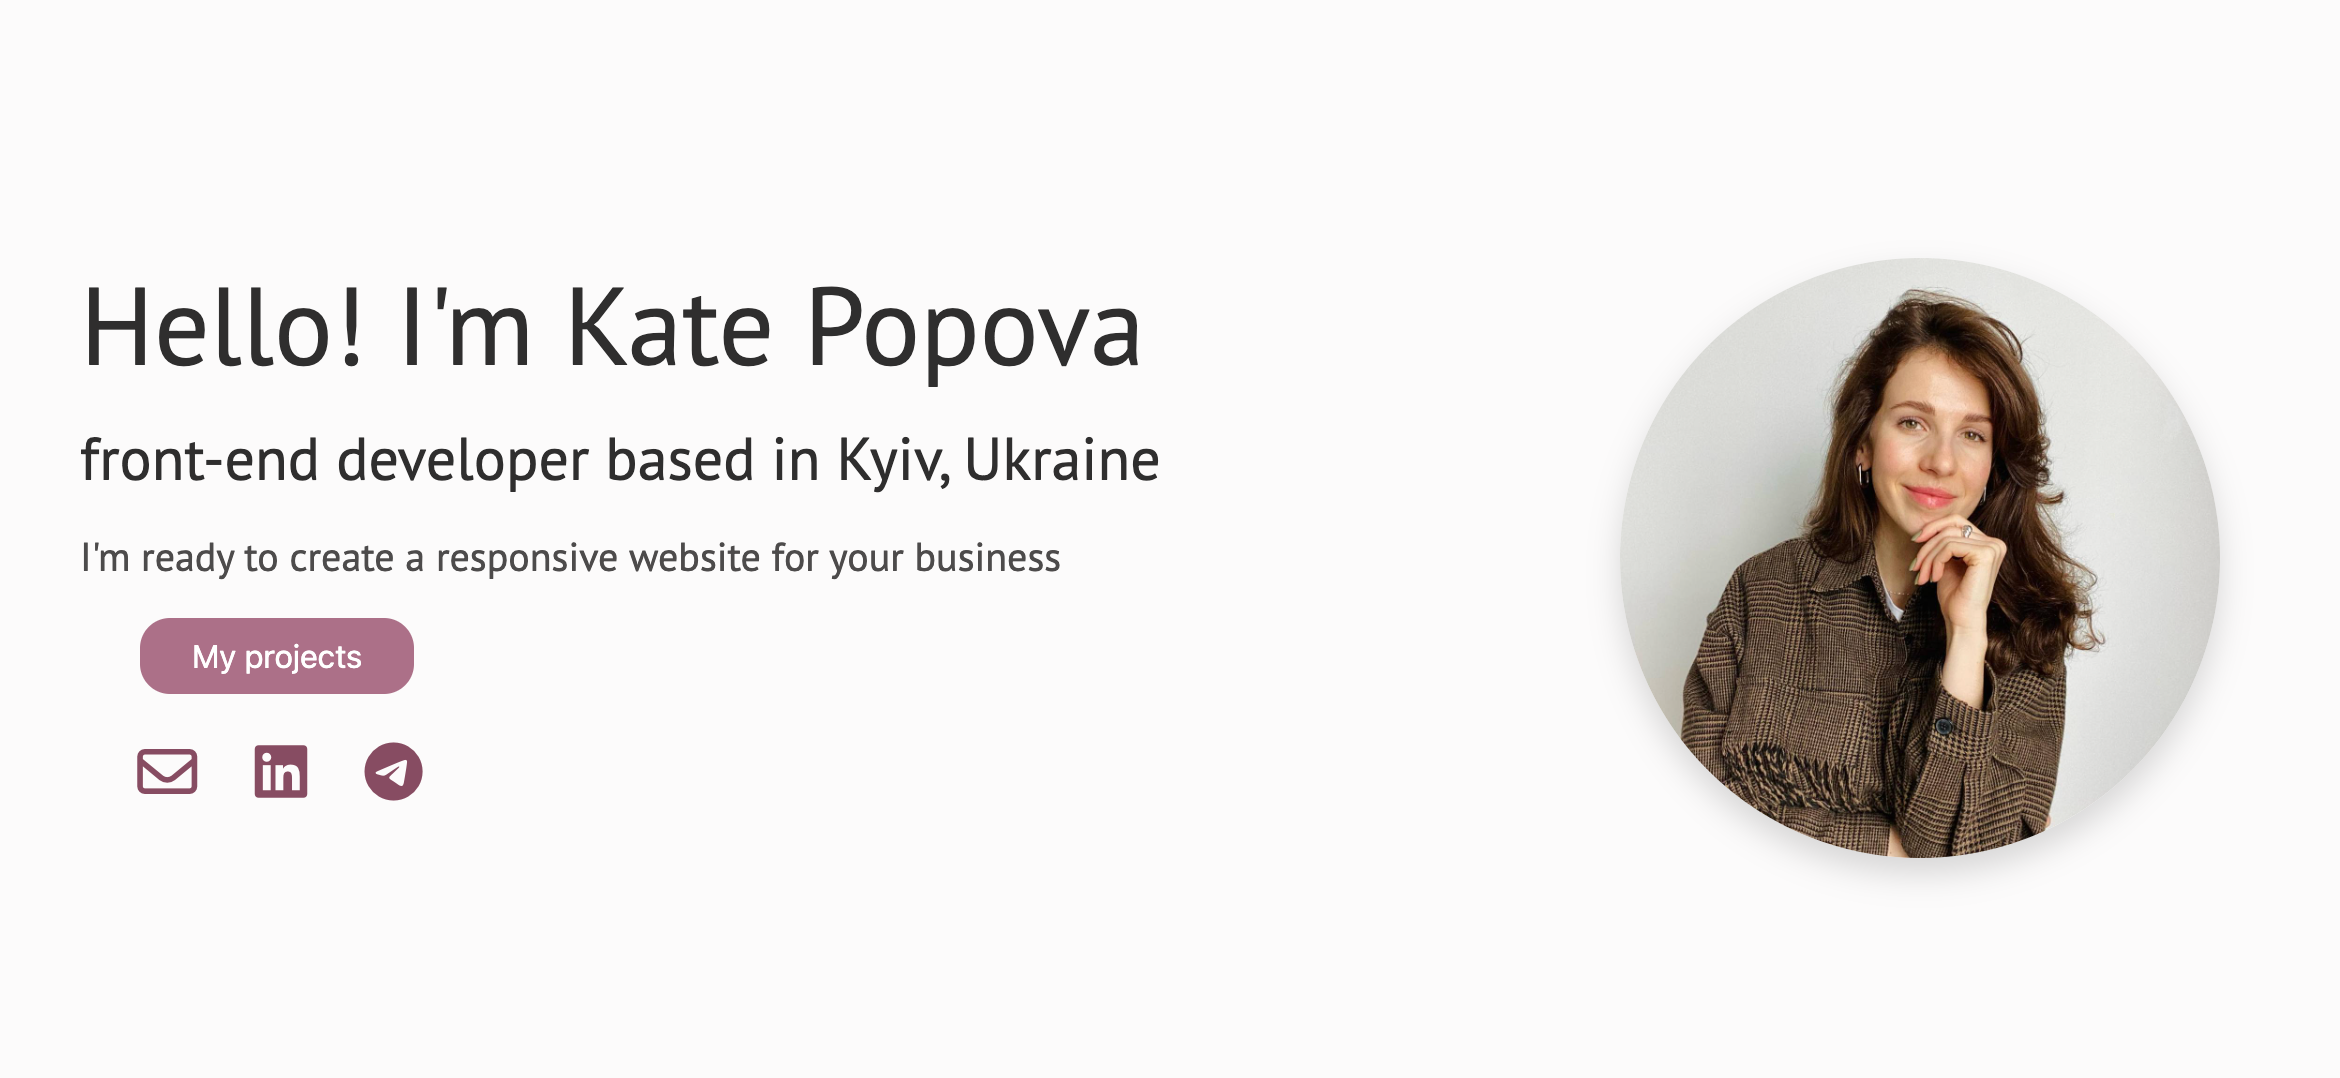 Hello! I'm Kate Popova
front-end developer based in Kyiv, Ukraine
I'm ready to create a responsive website for your business
My projects
in